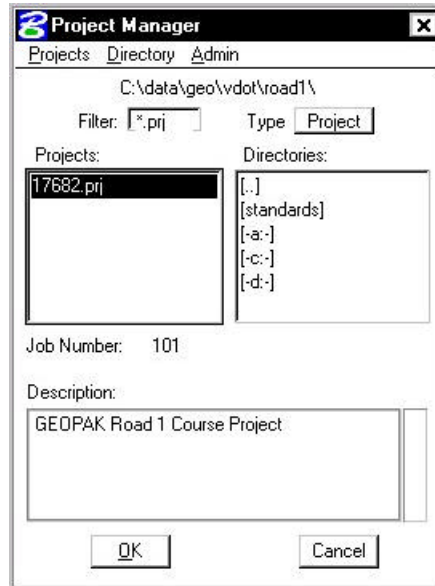 Project Manager
Projects Directory Admin
C:\data\geo\vdot\road1\
Filter: *.prj Type Project
Projects: Directories:
17682.prj [..]
[standards]
[-a:-]
[-c:-]
[-d:-]
Job Number: 101
Description:
GEOPAK Road 1 Course Project
OK Cancel